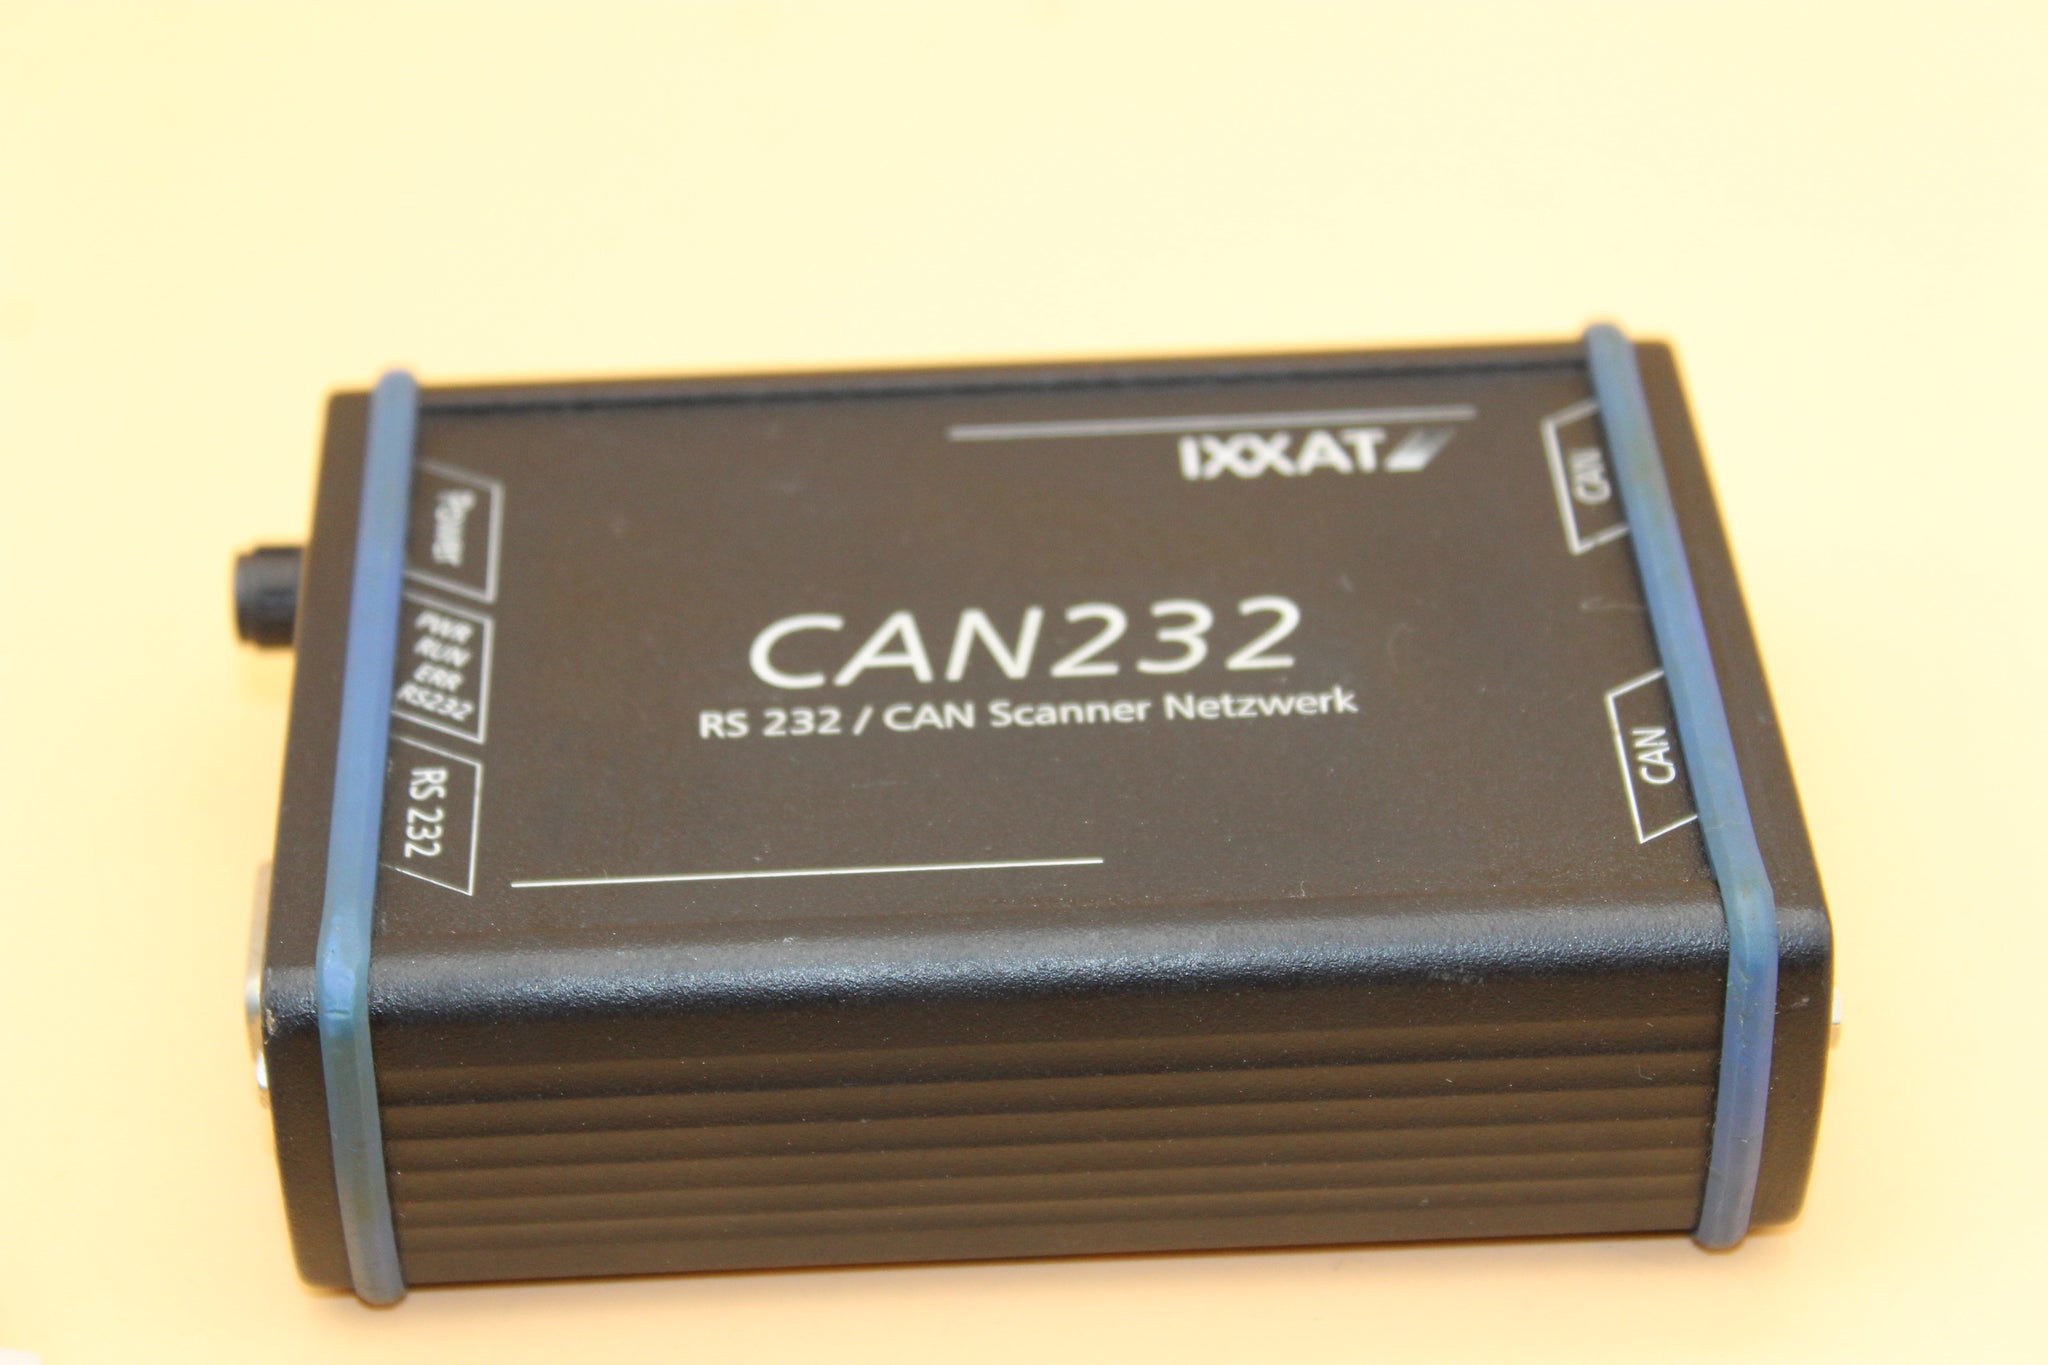 IXXAT
CAN232
RS 232 / CAN Scanner Netzwerk
Power
PWR
RUN
ERR
RS232
RS 232
CAN
CAN